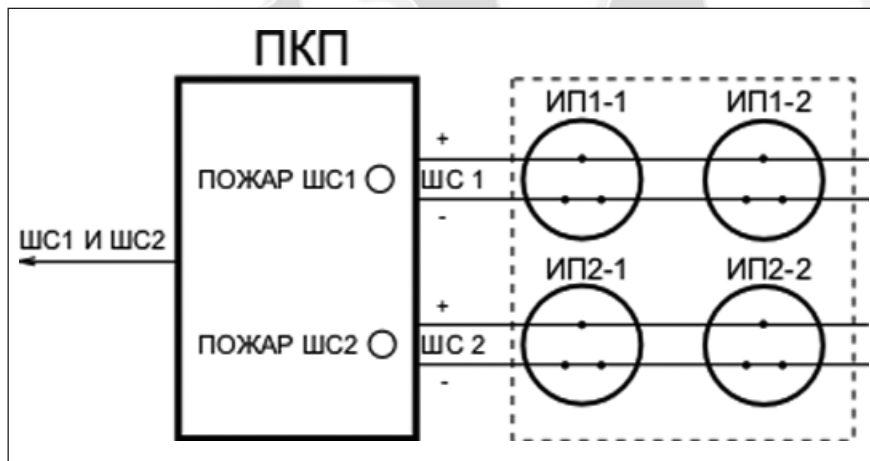 ПКП
ИП1-1 ИП1-2
+
ПОЖАР ШС1 ШС 1
-
ШС1 И ШС2
ИП2-1 ИП2-2
+
ПОЖАР ШС2 ШС 2
-